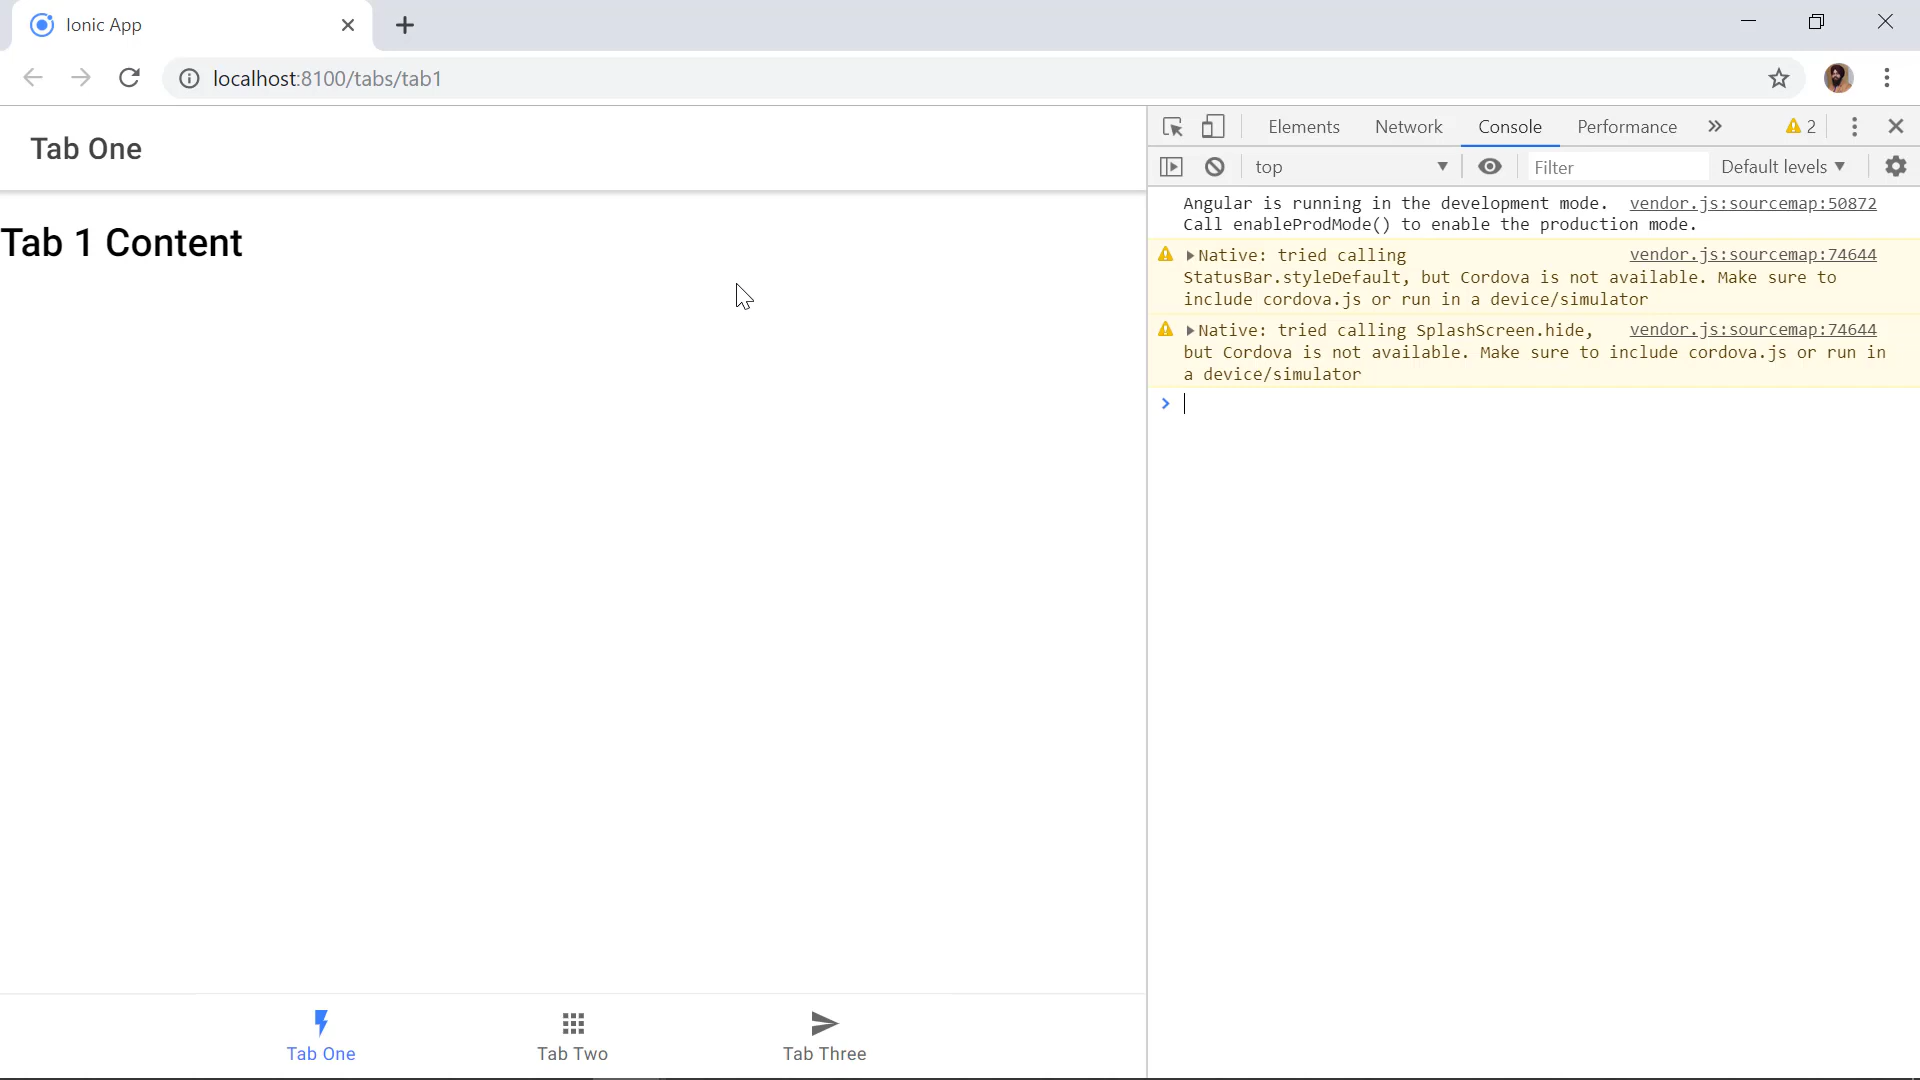 Ionic App
localhost:8100/tabs/tab1
Tab One
Tab 1 Content
Tab One
Tab Two
Tab Three
Elements Network Console Performance 2
top Filter Default levels
Angular is running in the development mode. vendor.js:sourcemap:50872
Call enableProdMode() to enable the production mode.
Native: tried calling vendor.js:sourcemap:74644
StatusBar.styleDefault, but Cordova is not available. Make sure to
include cordova.js or run in a device/simulator
Native: tried calling SplashScreen.hide, vendor.js:sourcemap:74644
but Cordova is not available. Make sure to include cordova.js or run in
a device/simulator